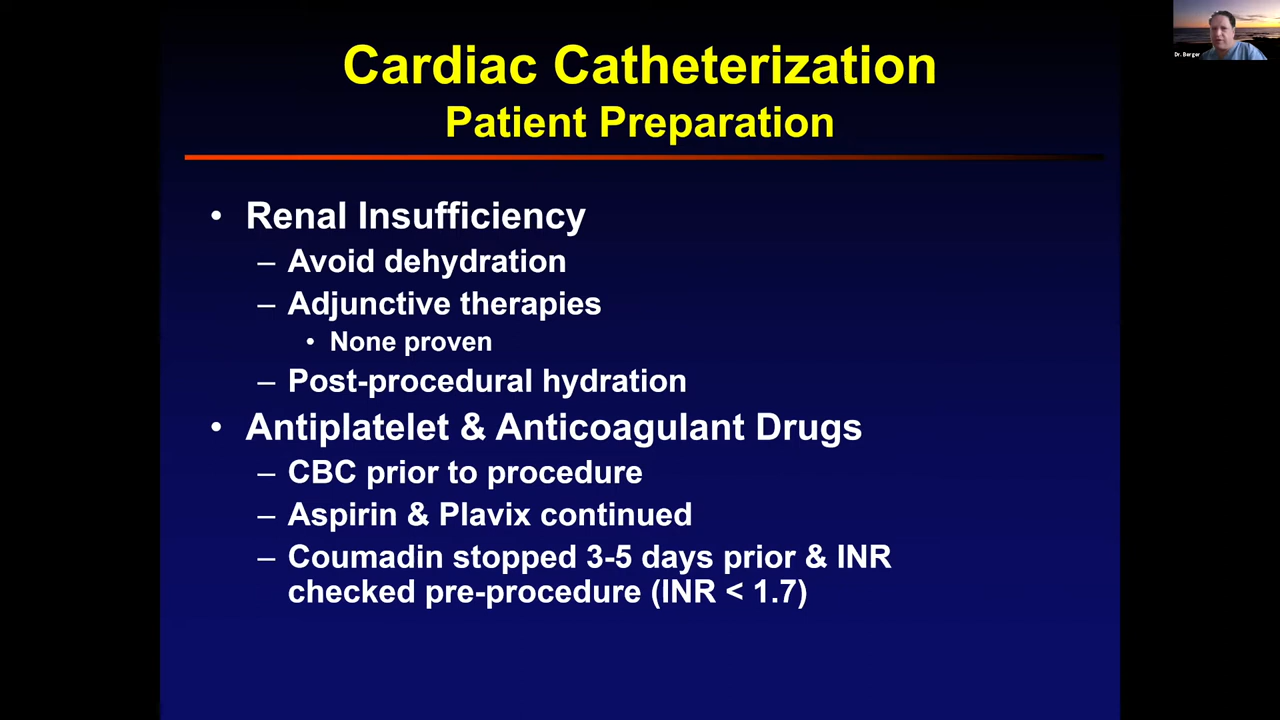 Cardiac Catheterization
Patient Preparation
• Renal Insufficiency
– Avoid dehydration
– Adjunctive therapies
• None proven
– Post-procedural hydration
• Antiplatelet & Anticoagulant Drugs
– CBC prior to procedure
– Aspirin & Plavix continued
– Coumadin stopped 3-5 days prior & INR
checked pre-procedure (INR < 1.7)
Dr. Berger